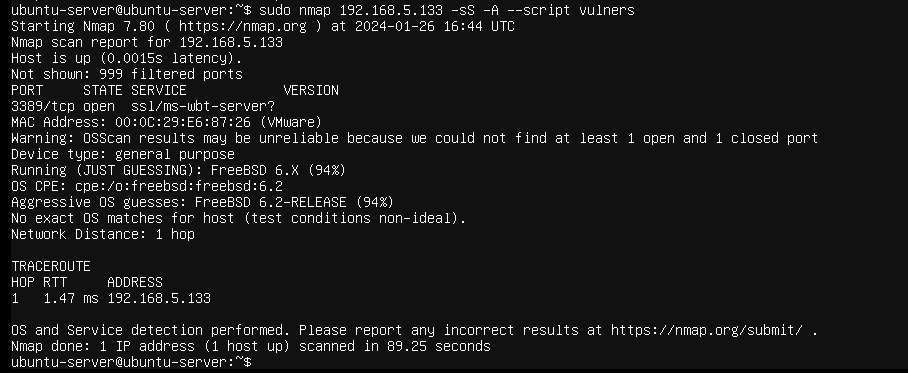 ubuntu-server@ubuntu-server:~$ sudo nmap 192.168.5.133 -sS -A --script vulners
Starting Nmap 7.80 ( https://nmap.org ) at 2024-01-26 16:44 UTC
Nmap scan report for 192.168.5.133
Host is up (0.0015s latency).
Not shown: 999 filtered ports
PORT     STATE SERVICE            VERSION
3389/tcp open  ssl/ms-wbt-server?
MAC Address: 00:0C:29:E6:87:26 (VMware)
Warning: OSScan results may be unreliable because we could not find at least 1 open and 1 closed port
Device type: general purpose
Running (JUST GUESSING): FreeBSD 6.X (94%)
OS CPE: cpe:/o:freebsd:freebsd:6.2
Aggressive OS guesses: FreeBSD 6.2-RELEASE (94%)
No exact OS matches for host (test conditions non-ideal).
Network Distance: 1 hop

TRACEROUTE
HOP RTT     ADDRESS
1   1.47 ms 192.168.5.133

OS and Service detection performed. Please report any incorrect results at https://nmap.org/submit/ .
Nmap done: 1 IP address (1 host up) scanned in 89.25 seconds
ubuntu-server@ubuntu-server:~$